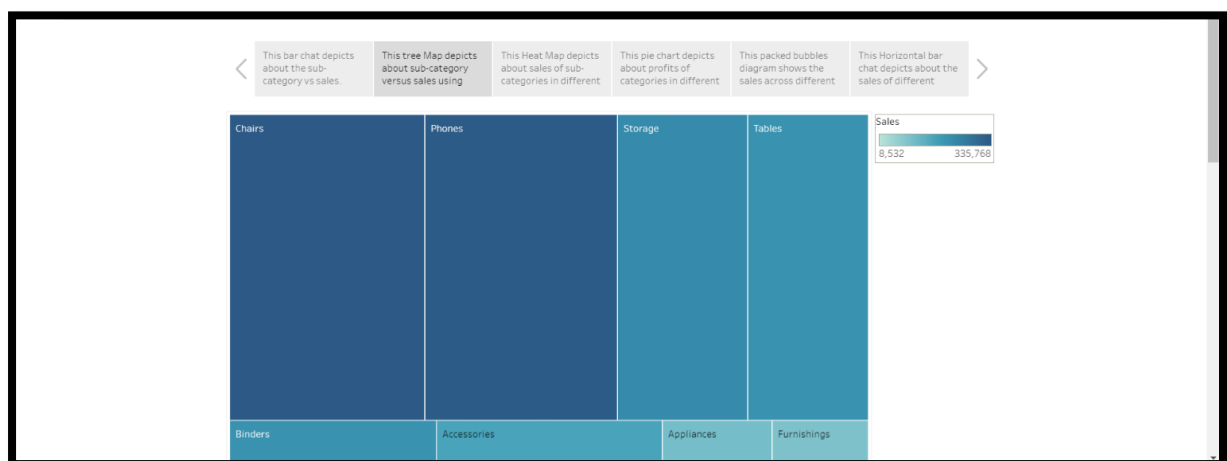 This bar chat depicts
about the sub-
category vs sales.
This tree Map depicts
about sub-category
versus sales using
This Heat Map depicts
about sales of sub-
categories in different
This pie chart depicts
about profits of
categories in different
This packed bubbles
diagram shows the
sales across different
This Horizontal bar
chat depicts about the
sales of different
Chairs
Phones
Storage
Tables
Sales
8,532
335,768
Binders
Accessories
Appliances
Furnishings